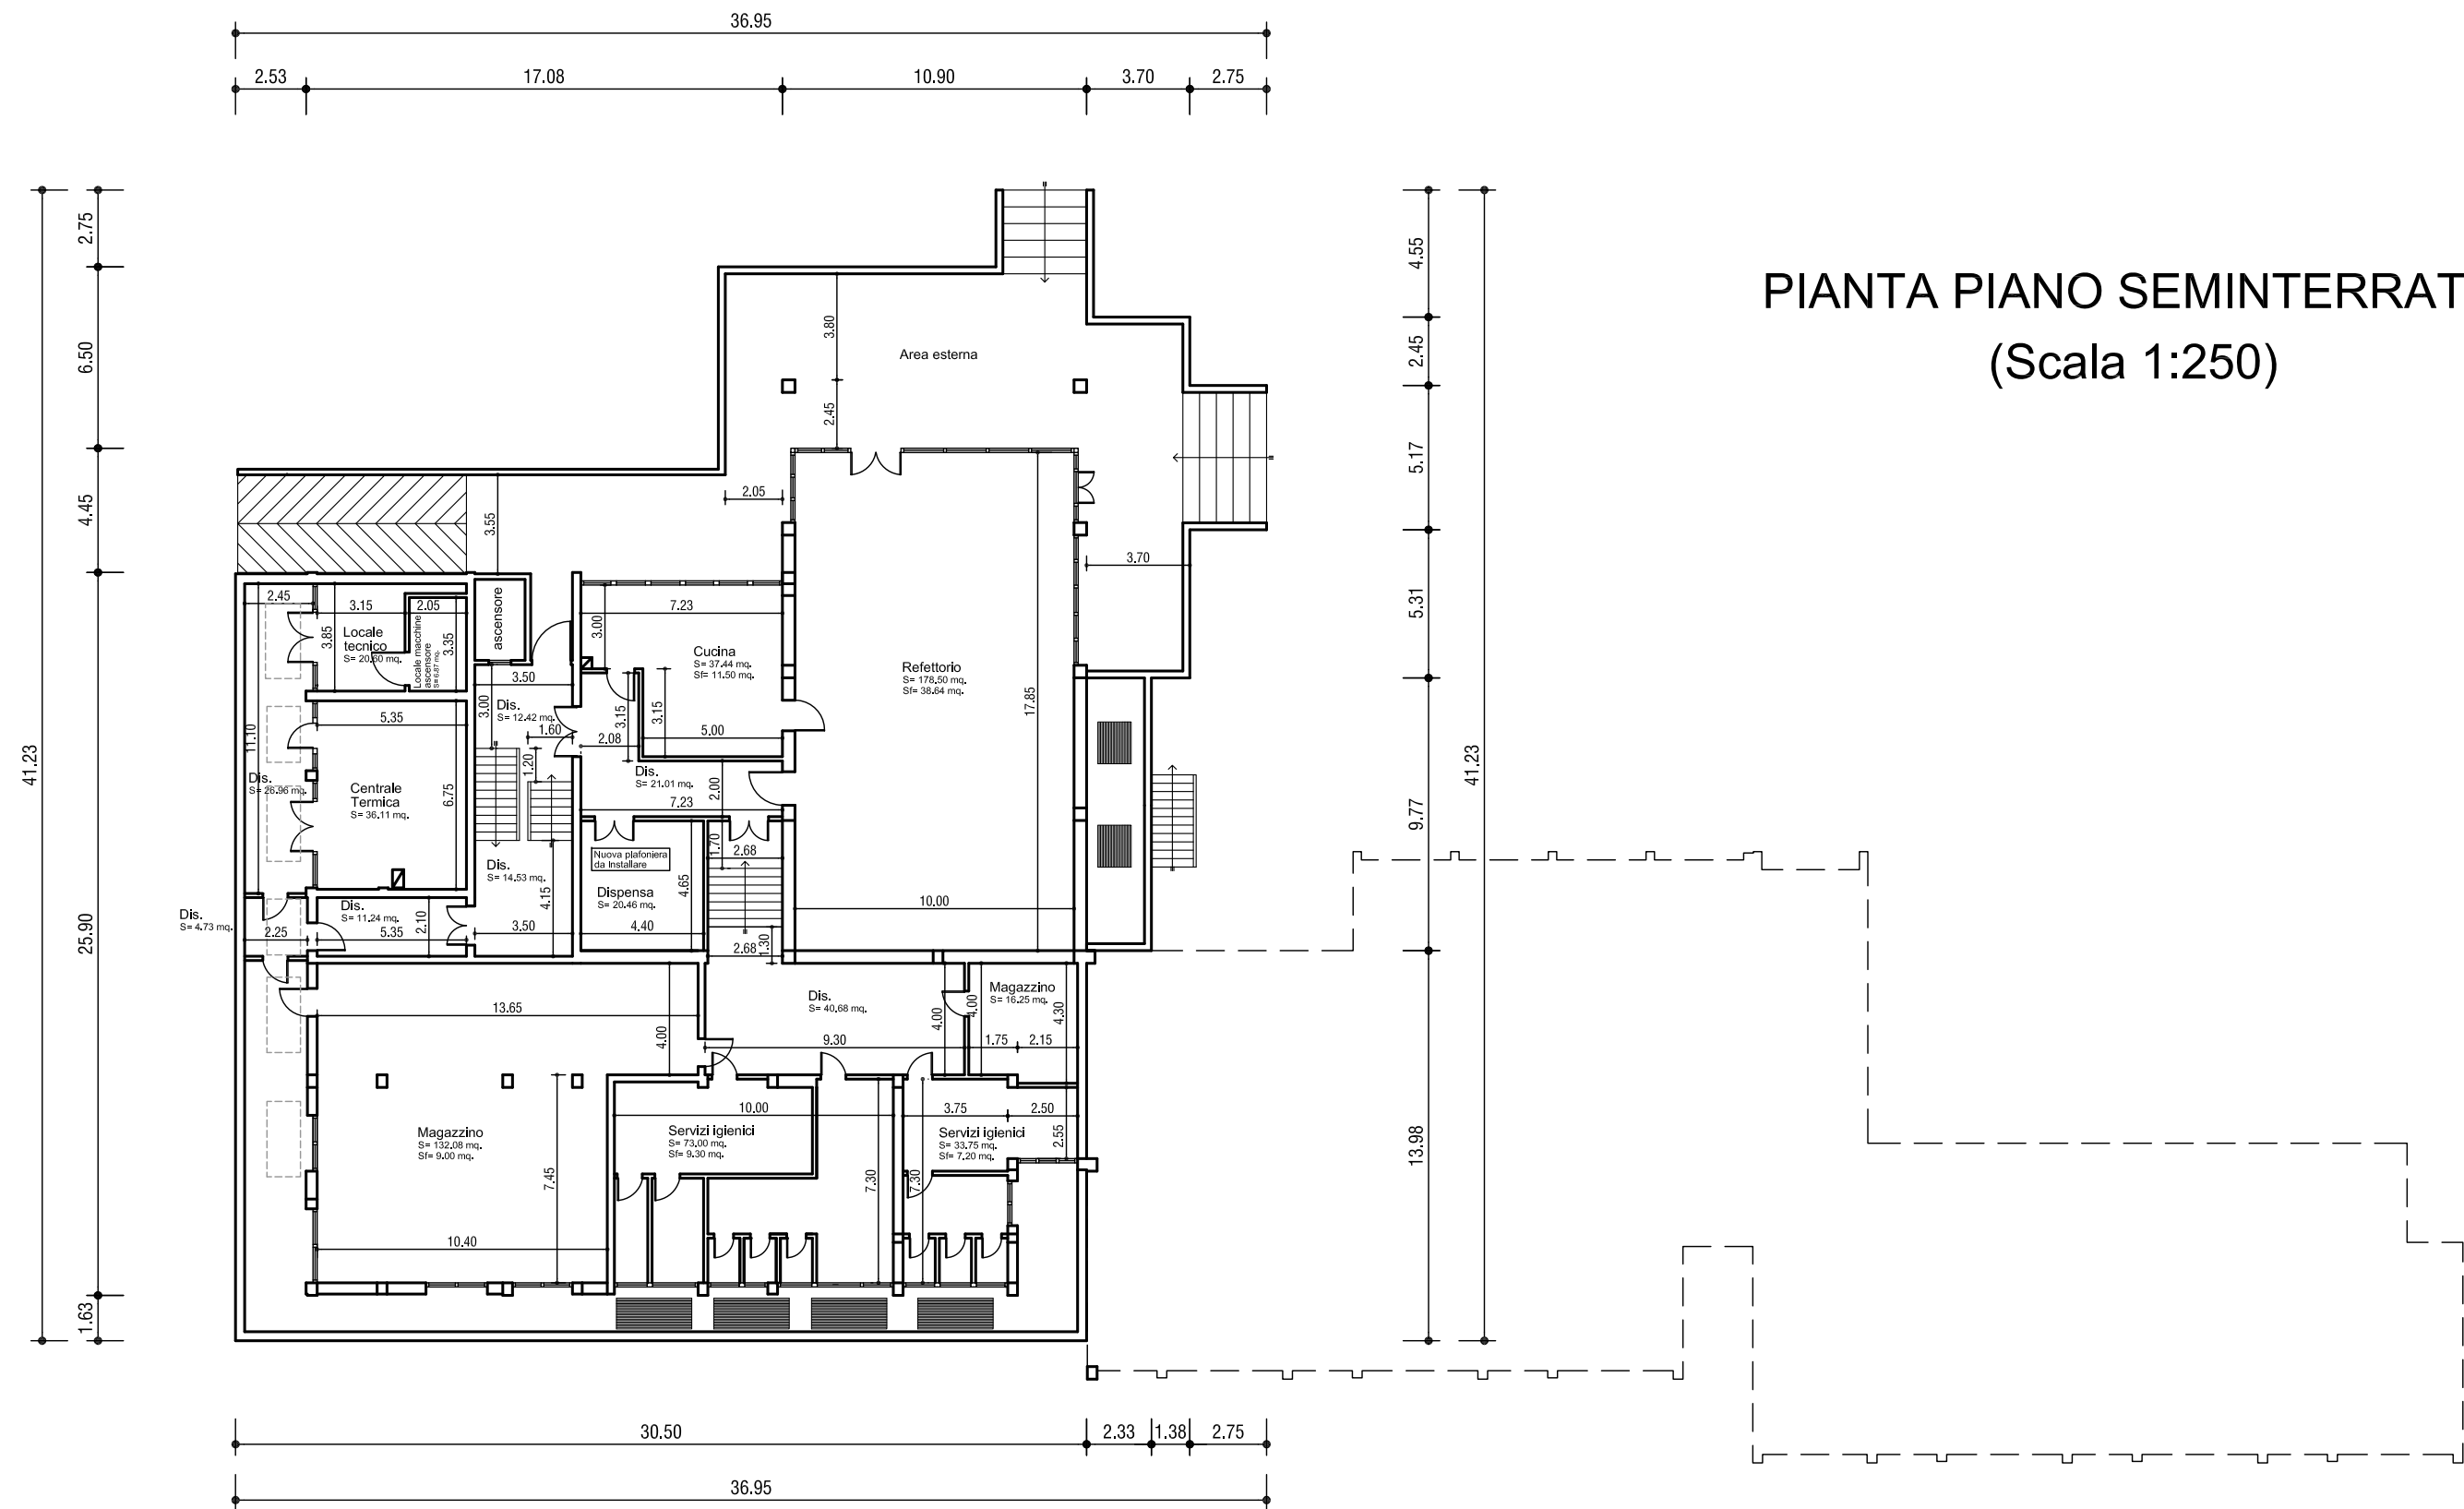 36.95
2.53 17.08 10.90 3.70 2.75
PIANTA PIANO SEMINTERRAT
(Scala 1:250)
41.23
2.75
6.50
4.45
25.90
1.63
4.55
2.45
5.17
5.31
9.77
13.98
41.23
3.80
Area esterna
2.45
2.05
3.55
3.70
2.45
3.15 2.05
3.85
Locale
tecnico
S= 20.60 mq.
Locale macchine
ascensore
S=6.87 mq.
3.35
ascensore
7.23
3.00
Cucina
S= 37.44 mq.
Sf= 11.50 mq.
Refettorio
S= 178.50 mq.
Sf= 38.64 mq.
17.85
3.50
3.00
Dis.
S= 12.42 mq.
1.60
3.15
3.15
5.00
2.08
1.20
11.10
5.35
Dis.
S= 26.96 mq.
Centrale
Termica
S= 36.11 mq.
6.75
Dis.
S= 21.01 mq.
2.00
7.23
1.70
2.68
Nuova plafoniera
da Installare
Dis.
S= 14.53 mq.
4.15
Dispensa
S= 20.46 mq.
4.65
4.40
10.00
Dis.
S= 4.73 mq.
2.25
Dis.
S= 11.24 mq.
5.35
2.10
3.50
2.68
1.30
13.65
4.00
Dis.
S= 40.68 mq.
9.30
4.00
4.00
Magazzino
S= 16.25 mq.
4.30
1.75 2.15
Magazzino
S= 132.08 mq.
Sf= 9.00 mq.
7.45
10.40
10.00
Servizi igienici
S= 73.00 mq.
Sf= 9.30 mq.
7.30
7.30
3.75 2.50
Servizi igienici
S= 33.75 mq.
Sf= 7.20 mq.
2.55
30.50 2.33 1.38 2.75
36.95